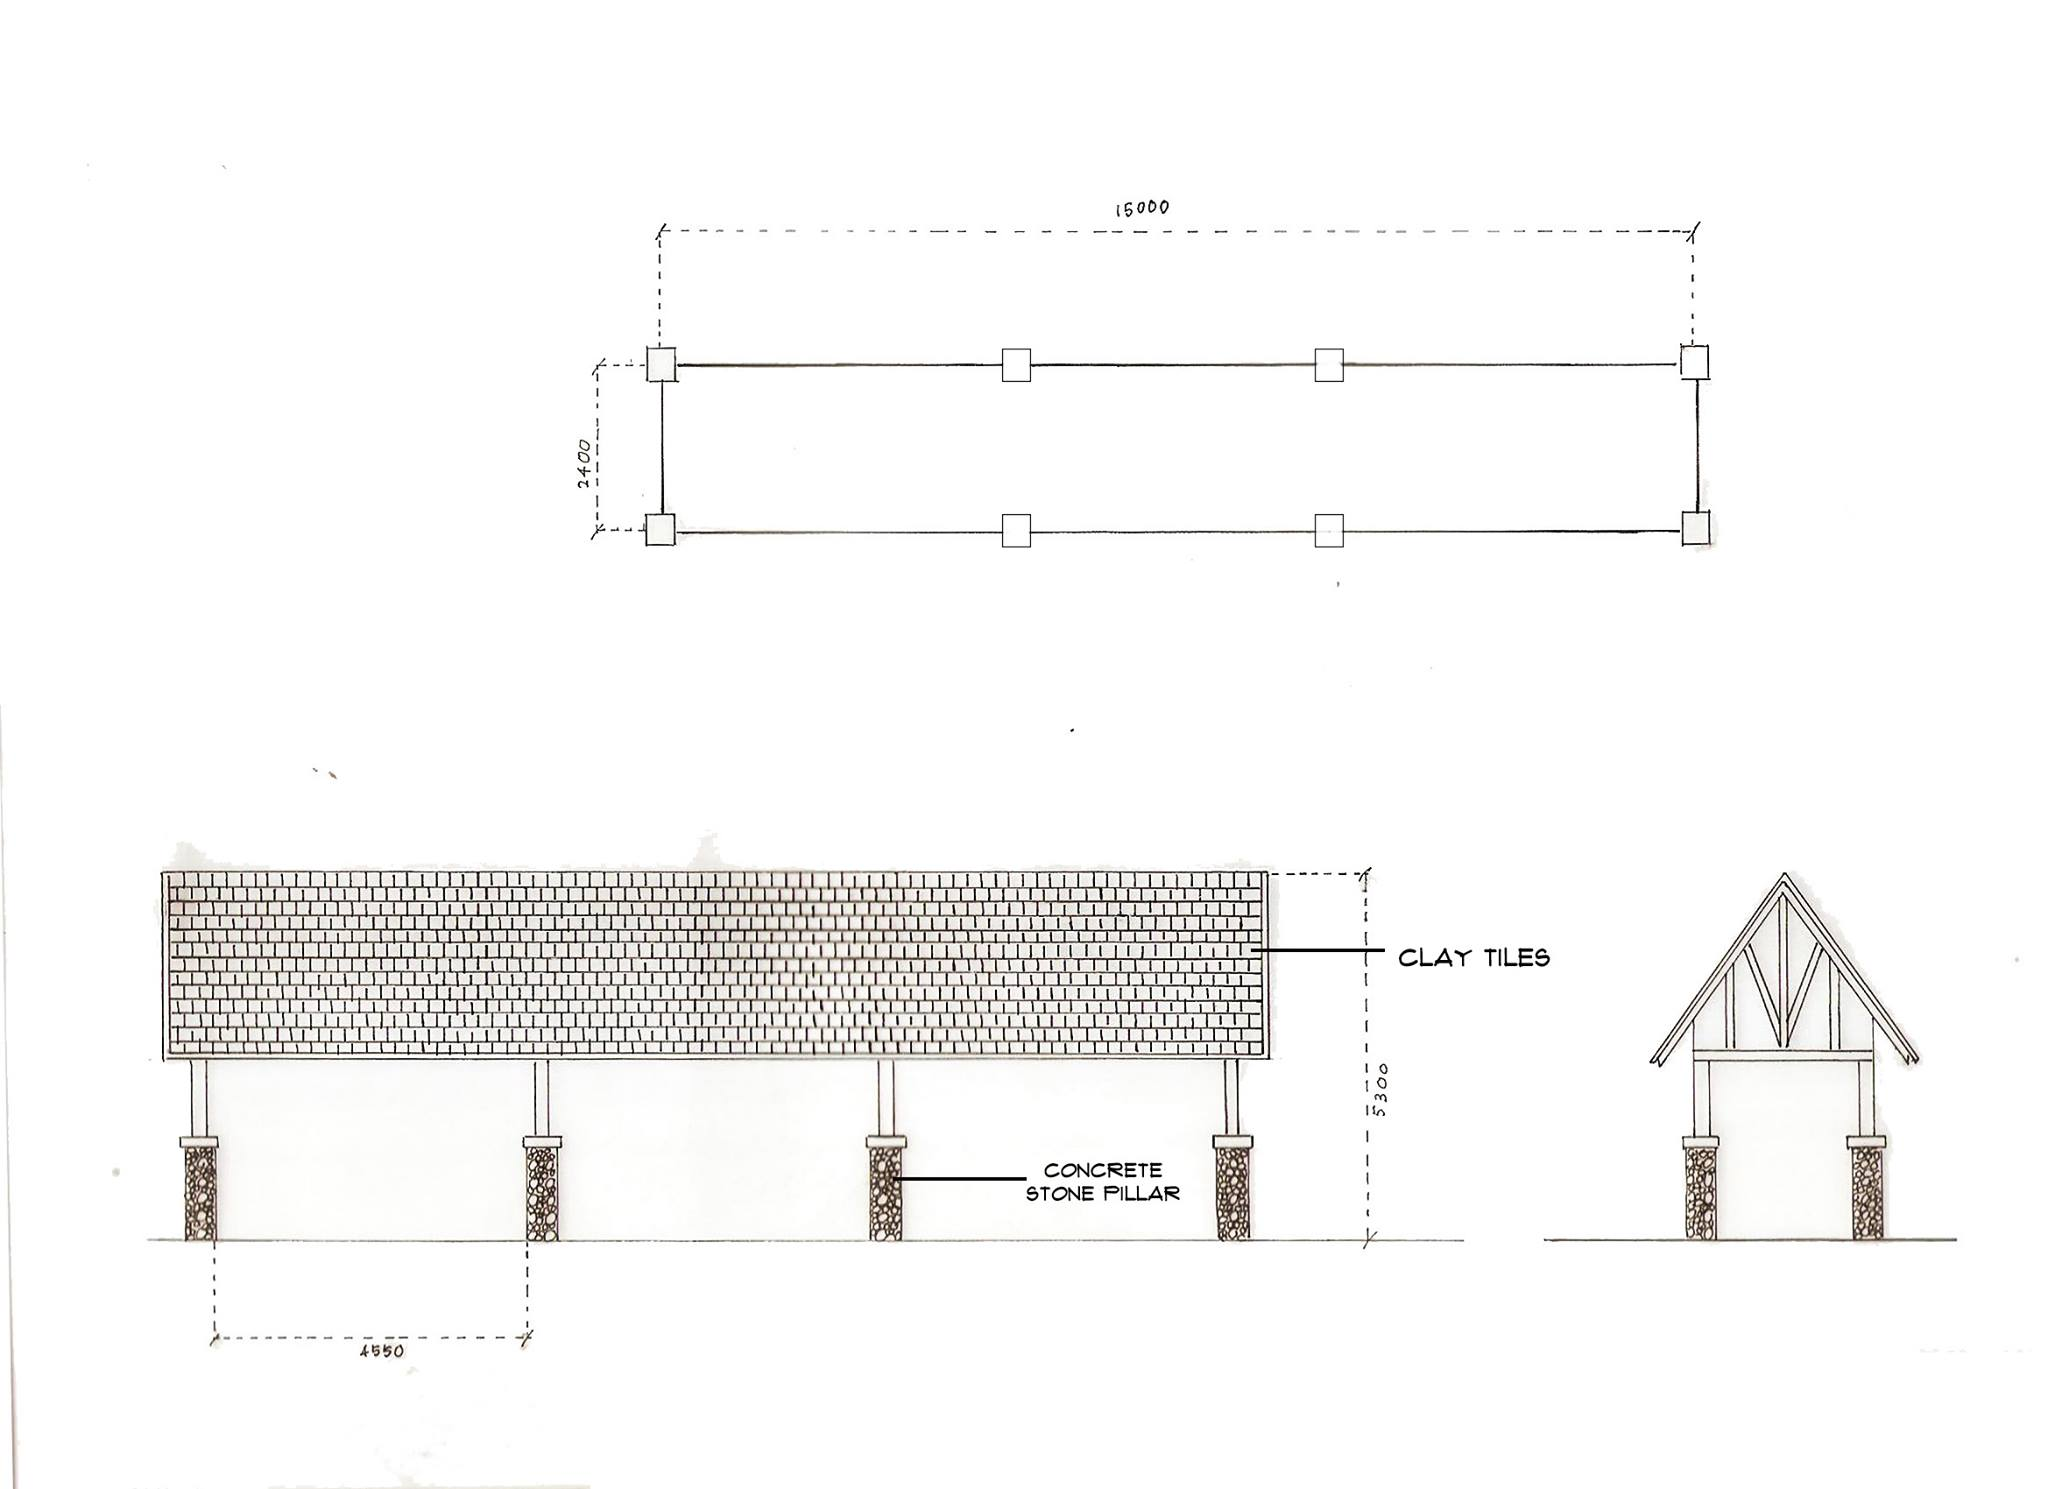 15000
2400
CLAY TILES
5300
CONCRETE
STONE PILLAR
4550